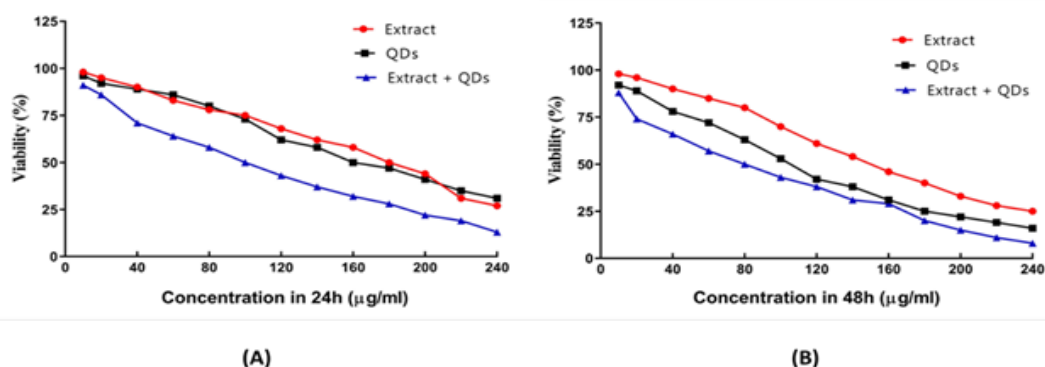 125
100
75
50
25
0
Viability (%)
Extract
QDs
Extract + QDs
0 40 80 120 160 200 240
Concentration in 24h (μg/ml)
(A)
125
100
75
50
25
0
Viability (%)
Extract
QDs
Extract + QDs
0 40 80 120 160 200 240
Concentration in 48h (μg/ml)
(B)